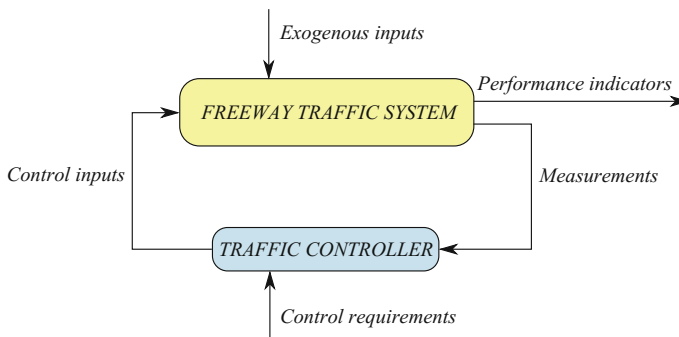 Exogenous inputs
Performance indicators
FREEWAY TRAFFIC SYSTEM
Control inputs
Measurements
TRAFFIC CONTROLLER
Control requirements